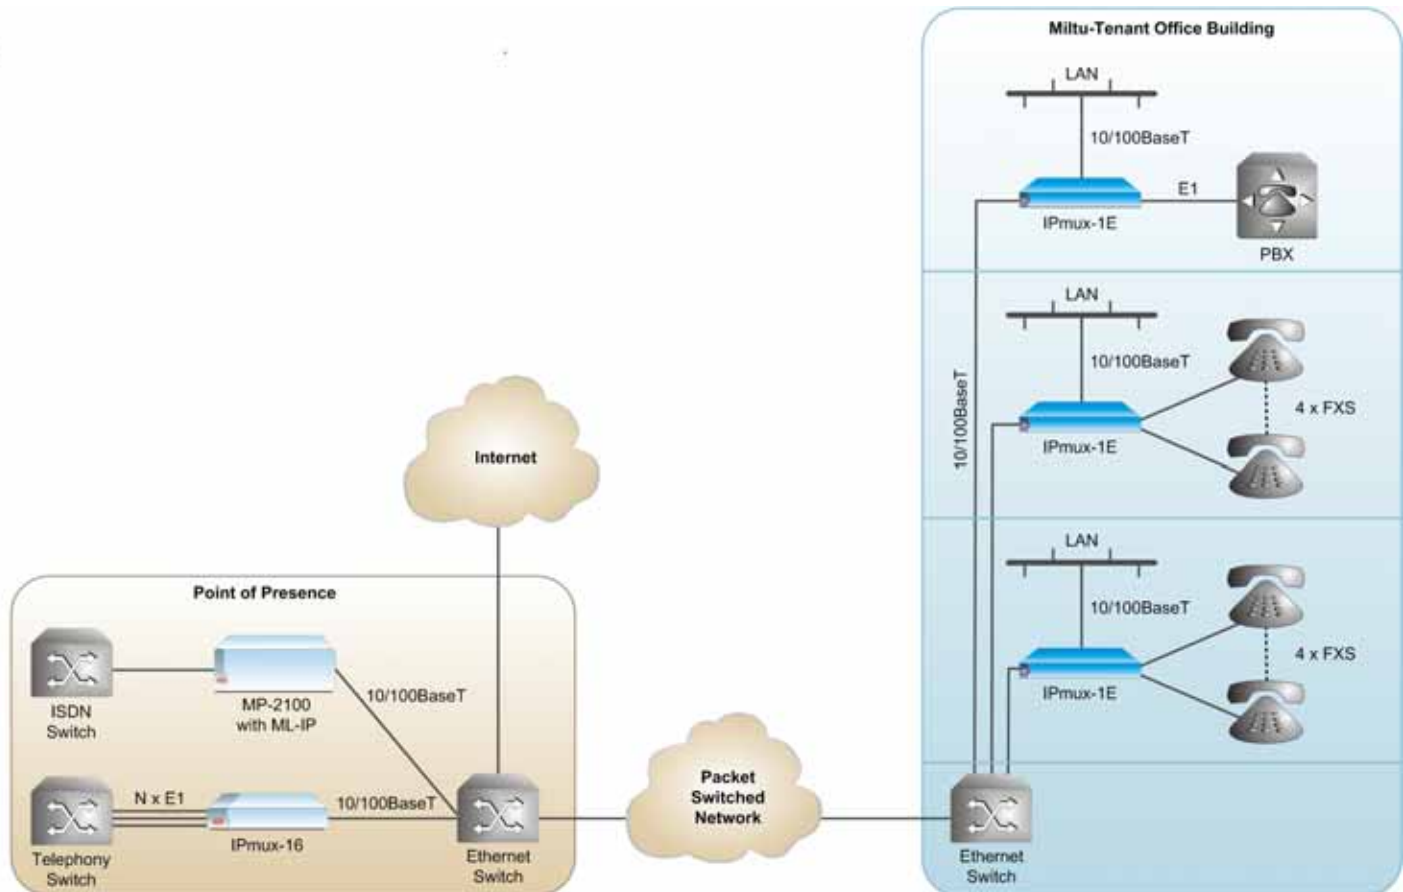 Miltu-Tenant Office Building
LAN
10/100BaseT
E1
IPmux-1E
PBX
LAN
10/100BaseT
10/100BaseT
4 x FXS
IPmux-1E
Internet
LAN
10/100BaseT
4 x FXS
IPmux-1E
Point of Presence
10/100BaseT
ISDN
Switch
MP-2100
with ML-IP
Packet
Switched
Network
N x E1
10/100BaseT
IPmux-16
Telephony
Switch
Ethernet
Switch
Ethernet
Switch